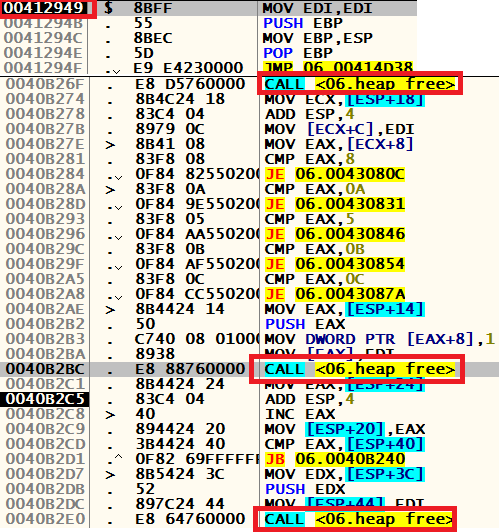 00412949 $ 8BFF MOV EDI,EDI
0041294B . 55 PUSH EBP
0041294C . 8BEC MOV EBP,ESP
0041294E . 5D POP EBP
0041294F .⌄ E9 E4230000 JMP 06.00414D38
0040B26F . E8 D5760000 CALL <06.heap free>
0040B274 . 8B4C24 18 MOV ECX,[ESP+18]
0040B278 . 83C4 04 ADD ESP,4
0040B27B . 8979 0C MOV [ECX+C],EDI
0040B27E > 8B41 08 MOV EAX,[ECX+8]
0040B281 . 83F8 08 CMP EAX,8
0040B284 .⌄ 0F84 82550200 JE 06.0043080C
0040B28A > 83F8 0A CMP EAX,0A
0040B28D .⌄ 0F84 9E550200 JE 06.00430831
0040B293 . 83F8 05 CMP EAX,5
0040B296 .⌄ 0F84 AA550200 JE 06.00430846
0040B29C . 83F8 0B CMP EAX,0B
0040B29F .⌄ 0F84 AF550200 JE 06.00430854
0040B2A5 . 83F8 0C CMP EAX,0C
0040B2A8 .⌄ 0F84 CC550200 JE 06.0043087A
0040B2AE > 8B4424 14 MOV EAX,[ESP+14]
0040B2B2 . 50 PUSH EAX
0040B2B3 . C740 08 01000 MOV DWORD PTR [EAX+8],1
0040B2BA . 8938 MOV [EAX],EDI
0040B2BC . E8 88760000 CALL <06.heap free>
0040B2C1 . 8B4424 24 MOV EAX,[ESP+24]
0040B2C5 . 83C4 04 ADD ESP,4
0040B2C8 > 40 INC EAX
0040B2C9 . 894424 20 MOV [ESP+20],EAX
0040B2CD . 3B4424 40 CMP EAX,[ESP+40]
0040B2D1 .^ 0F82 69FFFFFF JB 06.0040B240
0040B2D7 > 8B5424 3C MOV EDX,[ESP+3C]
0040B2DB . 52 PUSH EDX
0040B2DC . 897C24 44 MOV [ESP+44],EDI
0040B2E0 . E8 64760000 CALL <06.heap free>